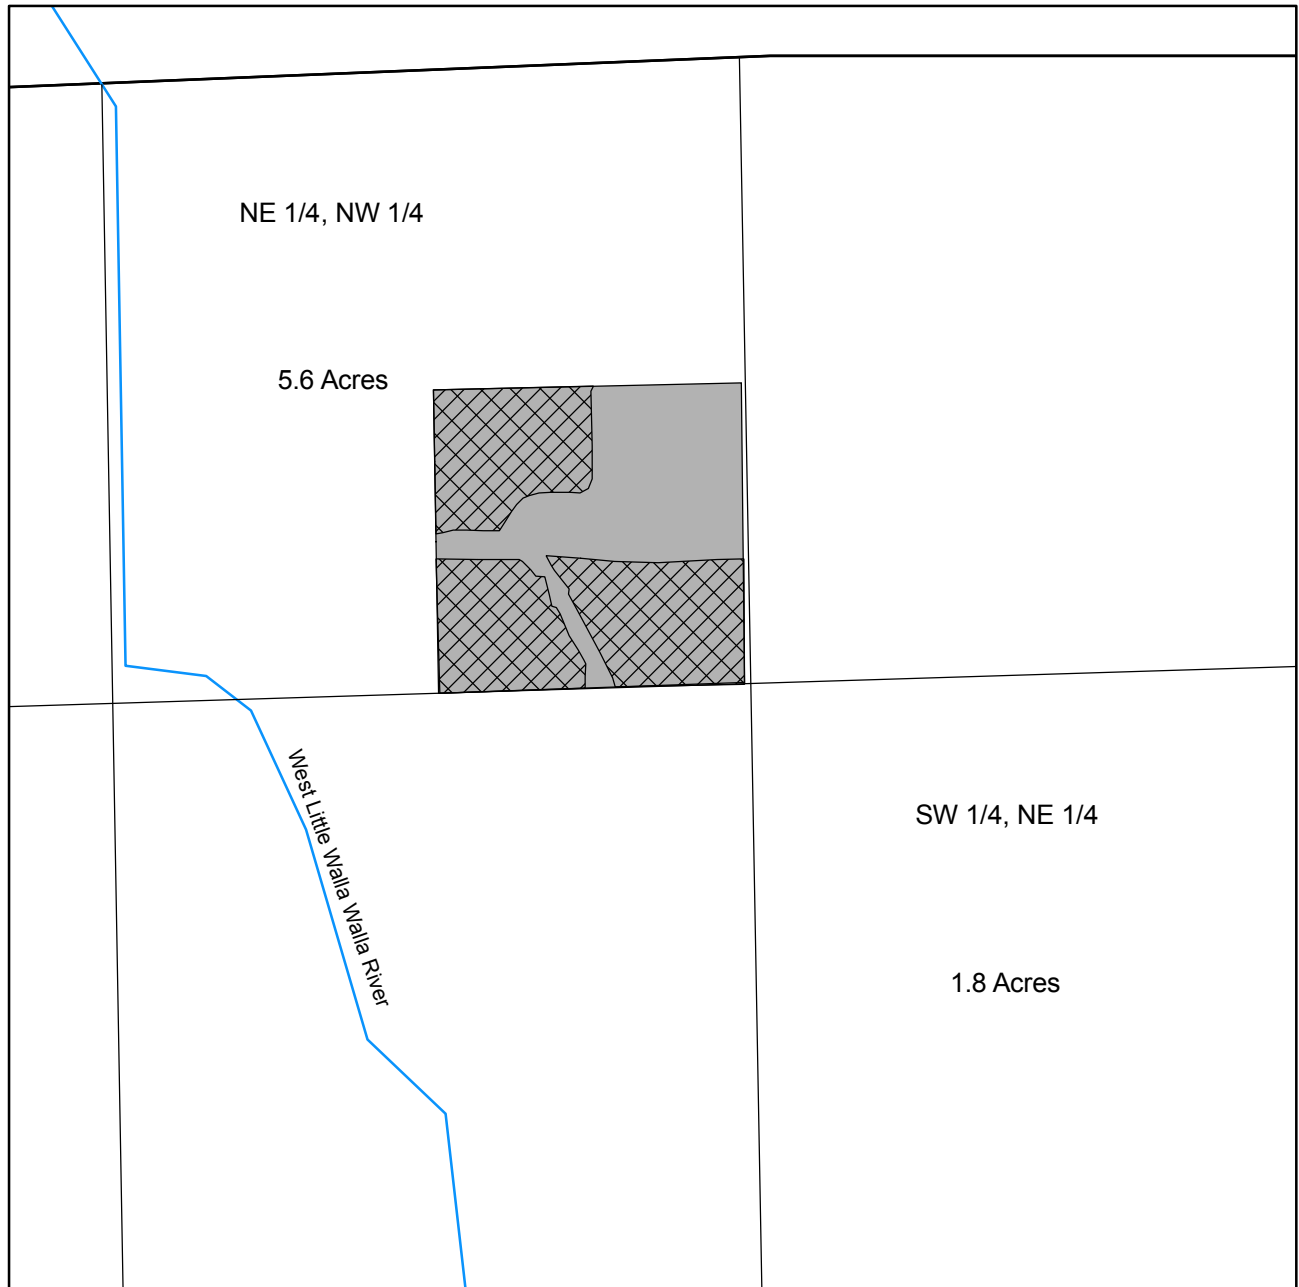 NE 1/4, NW 1/4
5.6 Acres
West Little Walla Walla River
SW 1/4, NE 1/4
1.8 Acres